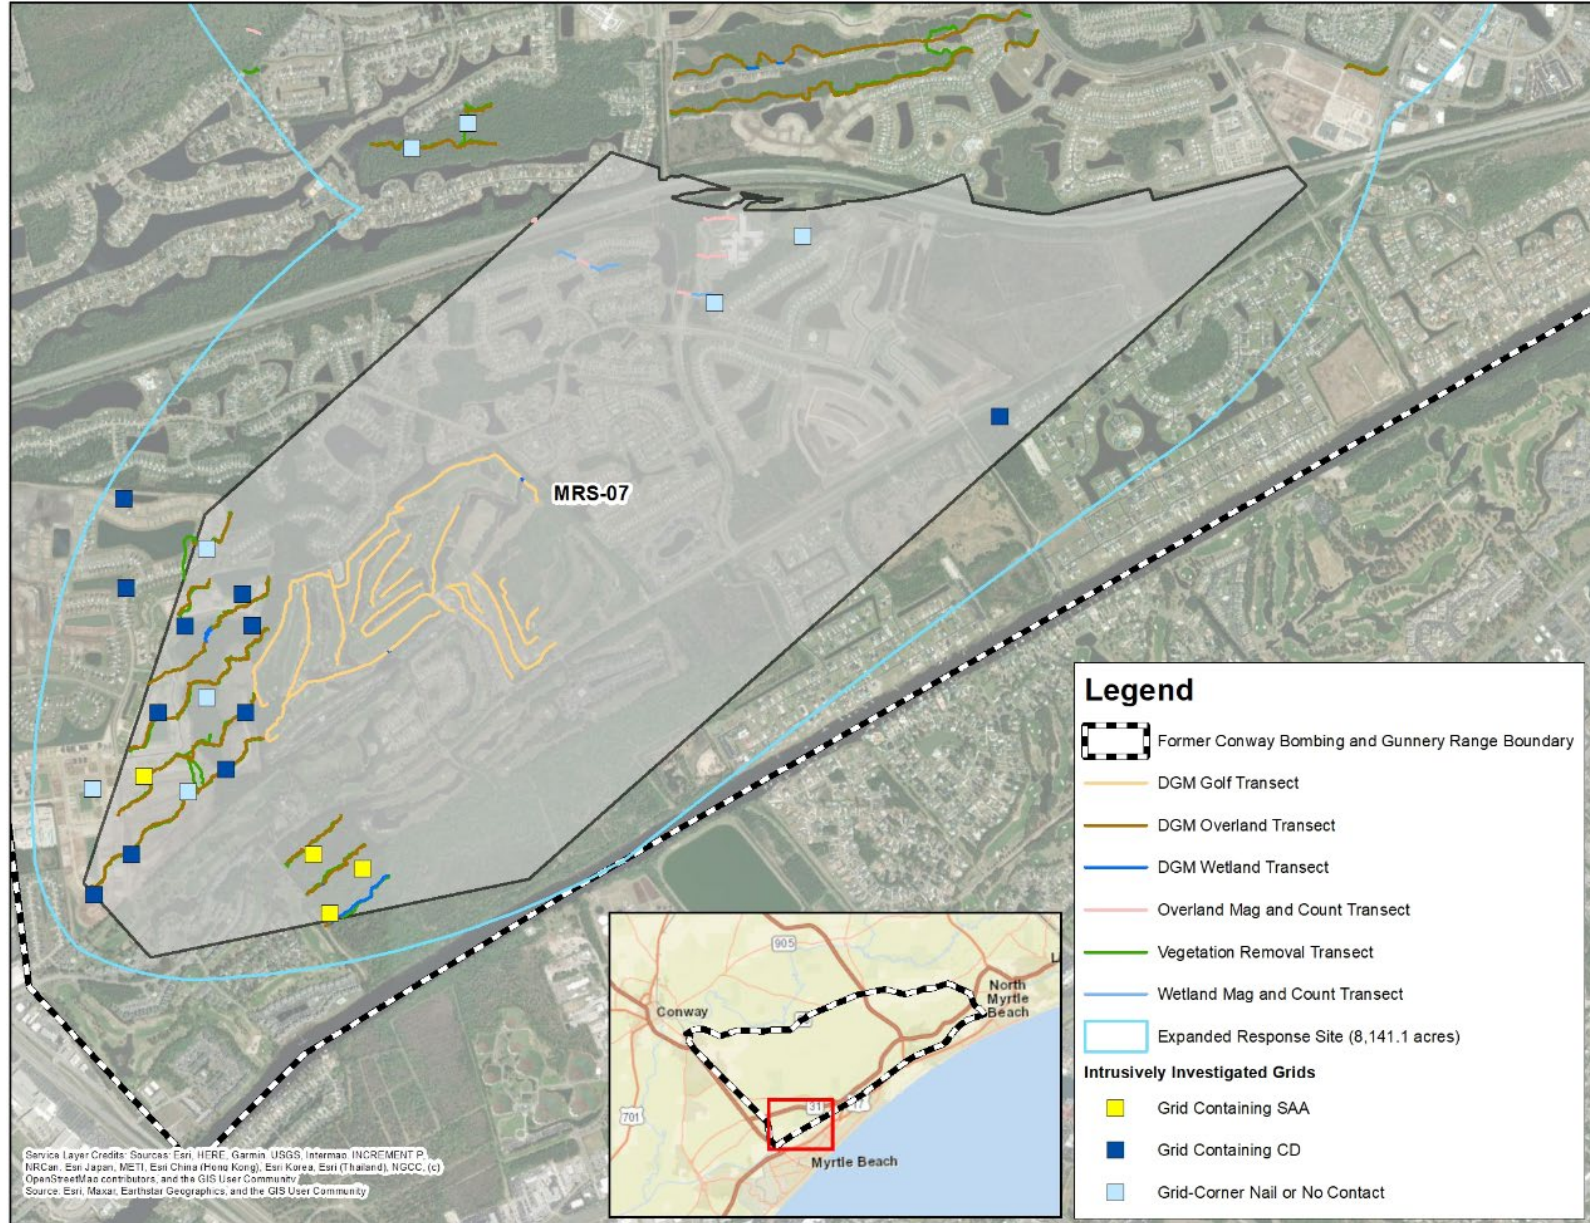 MRS-07
Legend
Former Conway Bombing and Gunnery Range Boundary
DGM Golf Transect
DGM Overland Transect
DGM Wetland Transect
Overland Mag and Count Transect
Vegetation Removal Transect
Wetland Mag and Count Transect
Expanded Response Site (8,141.1 acres)
Intrusively Investigated Grids
Grid Containing SAA
Grid Containing CD
Grid-Corner Nail or No Contact
905
Conway
North
Myrtle
Beach
L
701
31
17
Myrtle Beach
Service Layer Credits: Sources: Esri, HERE, Garmin, USGS, Intermap, INCREMENT P,
NRCan, Esri Japan, METI, Esri China (Hong Kong), Esri Korea, Esri (Thailand), NGCC, (c)
OpenStreetMap contributors, and the GIS User Community
Source: Esri, Maxar, Earthstar Geographics, and the GIS User Community